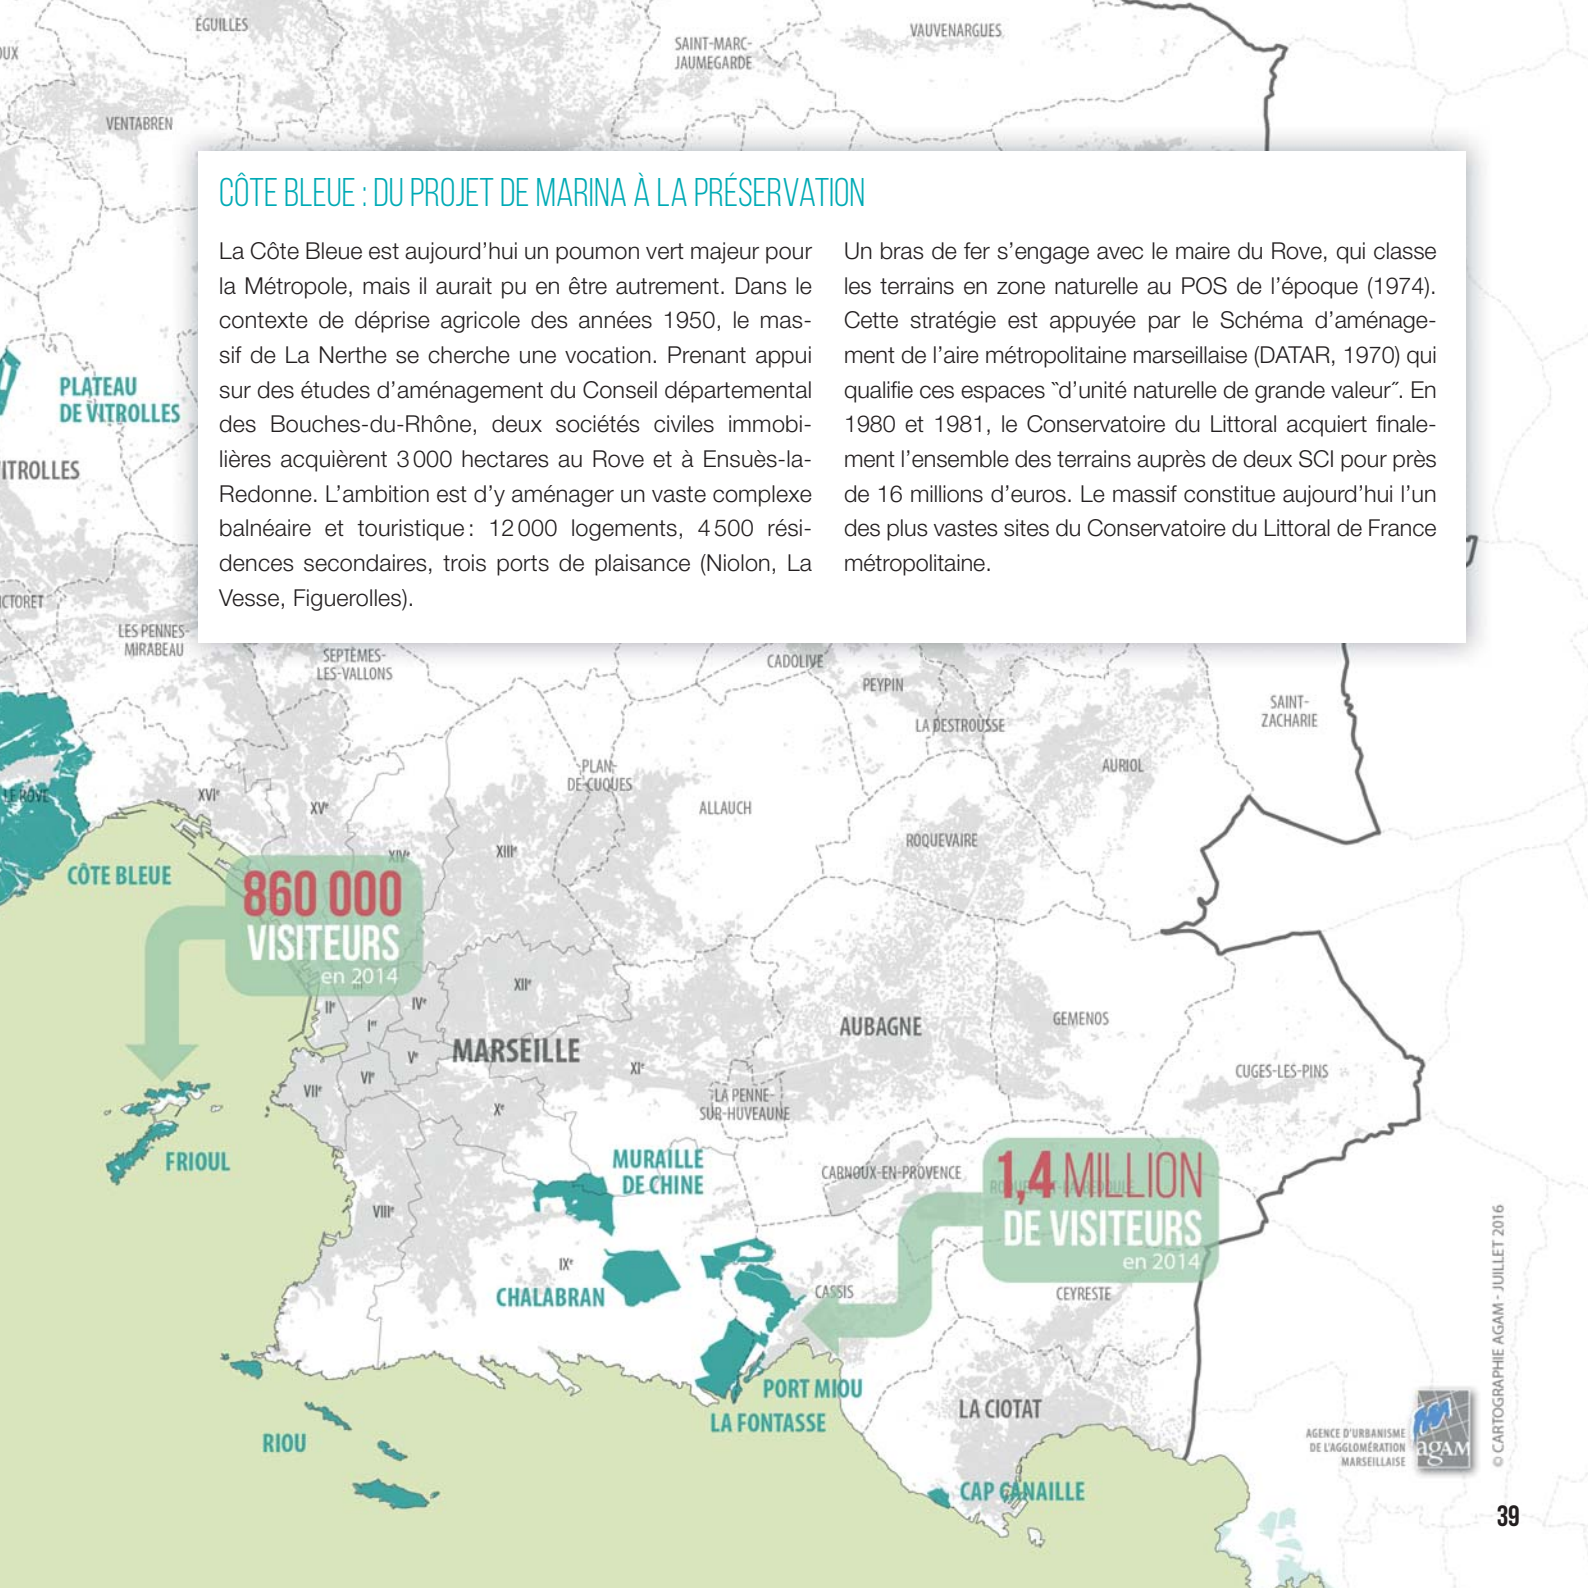 ÉGUILLES
VAUVENARGUES
SAINT-MARC-
JAUMEGARDE
OUX
VENTABREN
CÔTE BLEUE : DU PROJET DE MARINA À LA PRÉSERVATION
La Côte Bleue est aujourd’hui un poumon vert majeur pour
la Métropole, mais il aurait pu en être autrement. Dans le
contexte de déprise agricole des années 1950, le mas-
sif de La Nerthe se cherche une vocation. Prenant appui
sur des études d’aménagement du Conseil départemental
des Bouches-du-Rhône, deux sociétés civiles immobi-
lières acquièrent 3 000 hectares au Rove et à Ensuès-la-
Redonne. L’ambition est d’y aménager un vaste complexe
balnéaire et touristique : 12 000 logements, 4 500 rési-
dences secondaires, trois ports de plaisance (Niolon, La
Vesse, Figuerolles).
Un bras de fer s’engage avec le maire du Rove, qui classe
les terrains en zone naturelle au POS de l’époque (1974).
Cette stratégie est appuyée par le Schéma d’aménage-
ment de l’aire métropolitaine marseillaise (DATAR, 1970) qui
qualifie ces espaces “d’unité naturelle de grande valeur”. En
1980 et 1981, le Conservatoire du Littoral acquiert finale-
ment l’ensemble des terrains auprès de deux SCI pour près
de 16 millions d’euros. Le massif constitue aujourd’hui l’un
des plus vastes sites du Conservatoire du Littoral de France
métropolitaine.
PLATEAU
DE VITROLLES
ITROLLES
ICTORET
LES PENNES-
MIRABEAU
SEPTÈMES-
LES-VALLONS
CADOLIVE
PEYPIN
LA DESTROUSSE
SAINT-
ZACHARIE
AURIOL
PLAN-
DE-CUQUES
ALLAUCH
ROQUEVAIRE
LE ROVE
XVIe
XVe
XIVe
XIIIe
CÔTE BLEUE
860 000
VISITEURS
en 2014
XIIe
IIIe
IIe
Ier
IVe
MARSEILLE
AUBAGNE
GEMENOS
CUGES-LES-PINS
Ve
VIe
VIIe
XIe
Xe
LA PENNE-
SUR-HUVEAUNE
FRIOUL
MURAILLE
DE CHINE
CARNOUX-EN-PROVENCE
ROQUEFORT-LA-BÉDOULE
1,4 MILLION
DE VISITEURS
en 2014
VIIIe
IXe
CHALABRAN
CASSIS
CEYRESTE
PORT MIOU
LA FONTASSE
LA CIOTAT
RIOU
CAP CANAILLE
AGENCE D'URBANISME
DE L'AGGLOMÉRATION
MARSEILLAISE
agAM
© CARTOGRAPHIE AGAM - JUILLET 2016
39